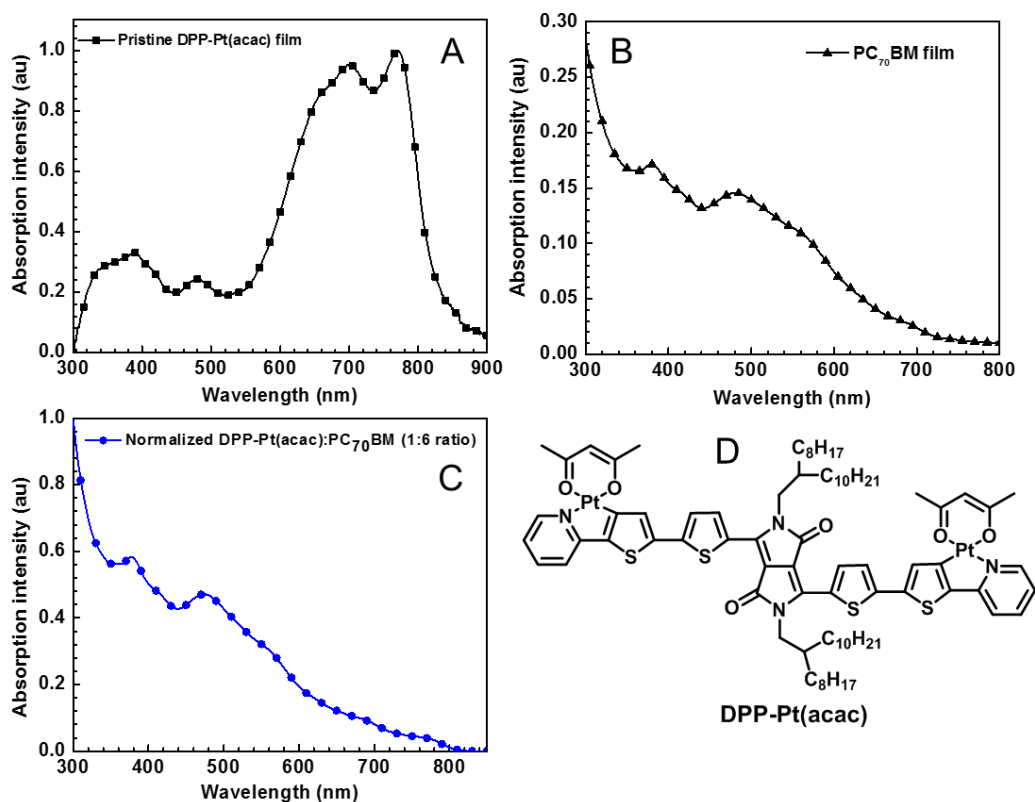 Pristine DPP-Pt(acac) film
A
Absorption intensity (au)
1.0
0.8
0.6
0.4
0.2
0.0
300 400 500 600 700 800 900
Wavelength (nm)
PC₇₀BM film
B
Absorption intensity (au)
0.30
0.25
0.20
0.15
0.10
0.05
0.00
300 400 500 600 700 800
Wavelength (nm)
Normalized DPP-Pt(acac):PC₇₀BM (1:6 ratio)
C
Absorption intensity (au)
1.0
0.8
0.6
0.4
0.2
0.0
300 400 500 600 700 800
Wavelength (nm)
D
C₈H₁₇
C₁₀H₂₁
O O
Pt
N
S
S
N
O
O
N
S
S
O O
Pt
N
C₁₀H₂₁
C₈H₁₇
DPP-Pt(acac)